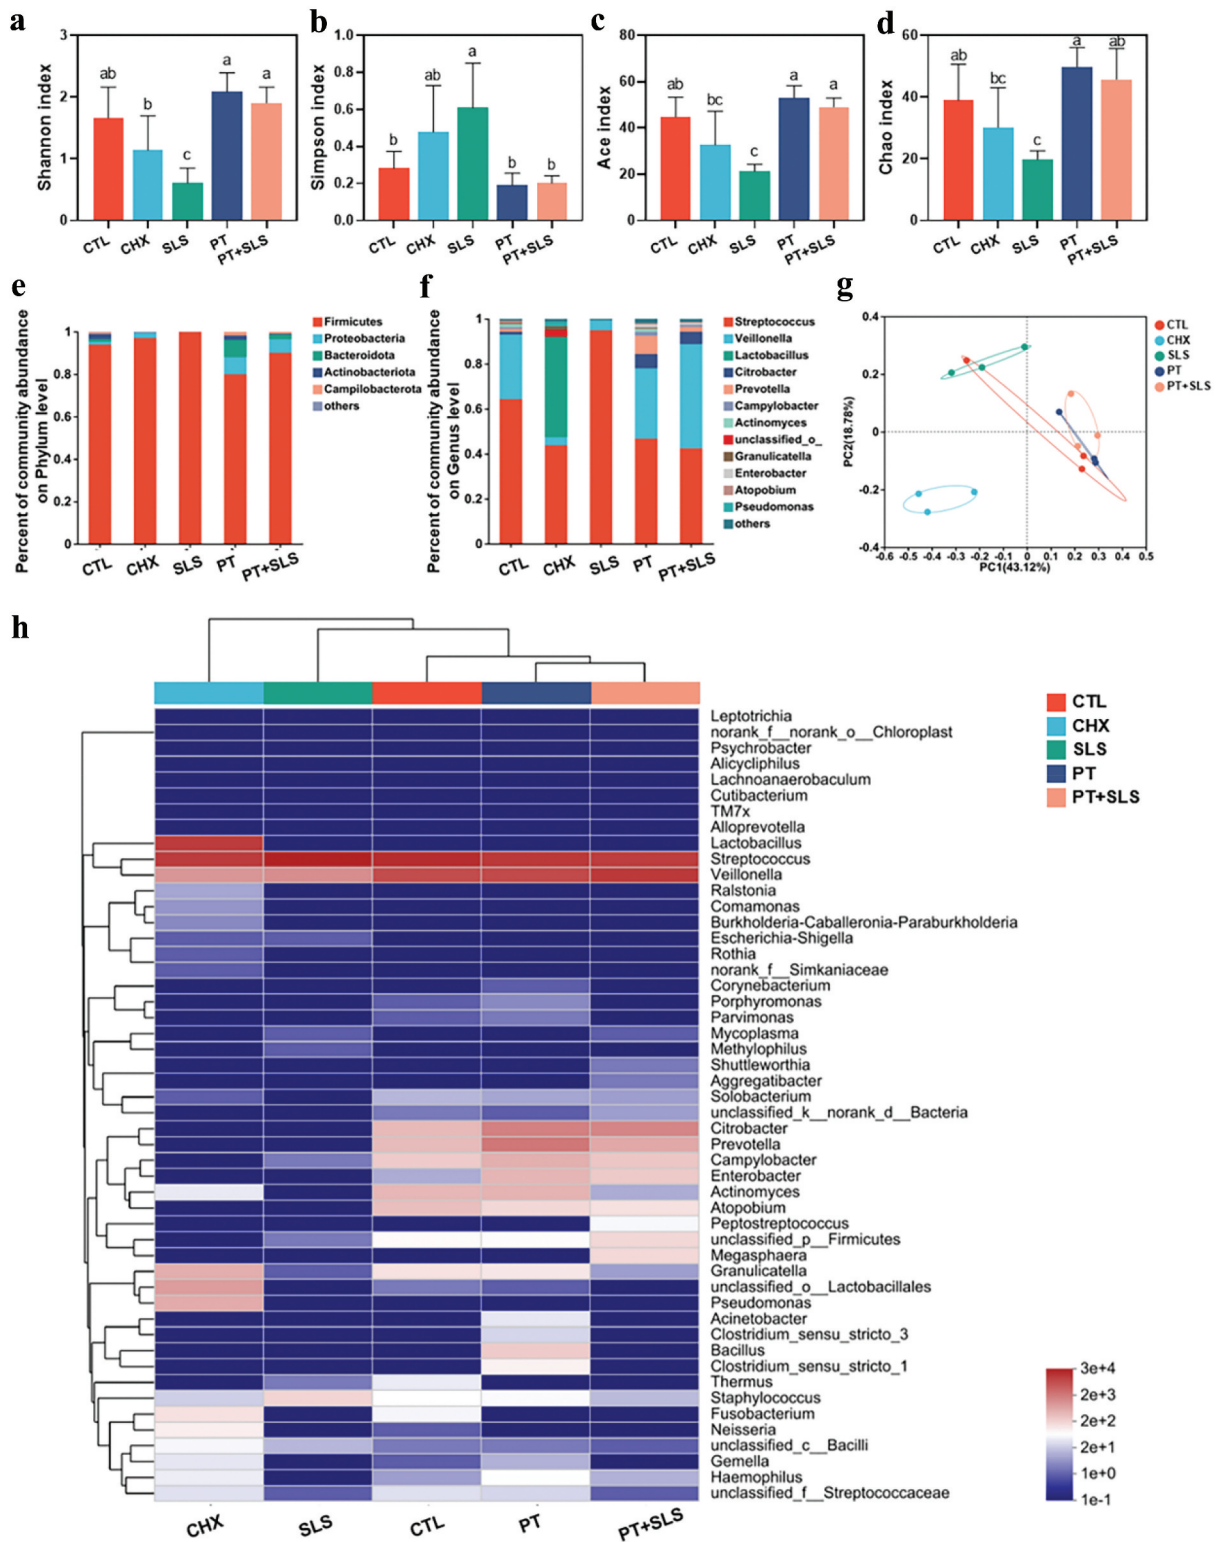 a
Shannon index
3
2
1
0
ab
b
c
a
a
CTL
CHX
SLS
PT
PT+SLS
b
Simpson index
1.0
0.8
0.6
0.4
0.2
0.0
b
ab
a
b
b
CTL
CHX
SLS
PT
PT+SLS
c
Ace index
80
60
40
20
0
ab
bc
c
a
a
CTL
CHX
SLS
PT
PT+SLS
d
Chao index
60
40
20
0
ab
bc
c
a
ab
CTL
CHX
SLS
PT
PT+SLS
e
Percent of community abundance
on Phylum level
1
0.8
0.6
0.4
0.2
0
CTL
CHX
SLS
PT
PT+SLS
Firmicutes
Proteobacteria
Bacteroidota
Actinobacteriota
Campilobacterota
others
f
Percent of community abundance
on Genus level
1
0.8
0.6
0.4
0.2
0
CTL
CHX
SLS
PT
PT+SLS
Streptococcus
Veillonella
Lactobacillus
Citrobacter
Prevotella
Campylobacter
Actinomyces
unclassified_o_
Granulicatella
Enterobacter
Atopobium
Pseudomonas
others
g
PC2(18.78%)
0.4
0.2
0
-0.2
-0.4
-0.6
-0.5
-0.4
-0.3
-0.2
-0.1
0
0.1
0.2
0.3
0.4
0.5
PC1(43.12%)
CTL
CHX
SLS
PT
PT+SLS
h
Leptotrichia
norank_f__norank_o__Chloroplast
Psychrobacter
Alicycliphilus
Lachnoanaerobaculum
Cutibacterium
TM7x
Alloprevotella
Lactobacillus
Streptococcus
Veillonella
Ralstonia
Comamonas
Burkholderia-Caballeronia-Paraburkholderia
Escherichia-Shigella
Rothia
norank_f__Simkaniaceae
Corynebacterium
Porphyromonas
Parvimonas
Mycoplasma
Methylophilus
Shuttleworthia
Aggregatibacter
Solobacterium
unclassified_k__norank_d__Bacteria
Citrobacter
Prevotella
Campylobacter
Enterobacter
Actinomyces
Atopobium
Peptostreptococcus
unclassified_p__Firmicutes
Megasphaera
Granulicatella
unclassified_o__Lactobacillales
Pseudomonas
Acinetobacter
Clostridium_sensu_stricto_3
Bacillus
Clostridium_sensu_stricto_1
Thermus
Staphylococcus
Fusobacterium
Neisseria
unclassified_c__Bacilli
Gemella
Haemophilus
unclassified_f__Streptococcaceae
CHX
SLS
CTL
PT
PT+SLS
CTL
CHX
SLS
PT
PT+SLS
3e+4
2e+3
2e+2
2e+1
1e+0
1e-1